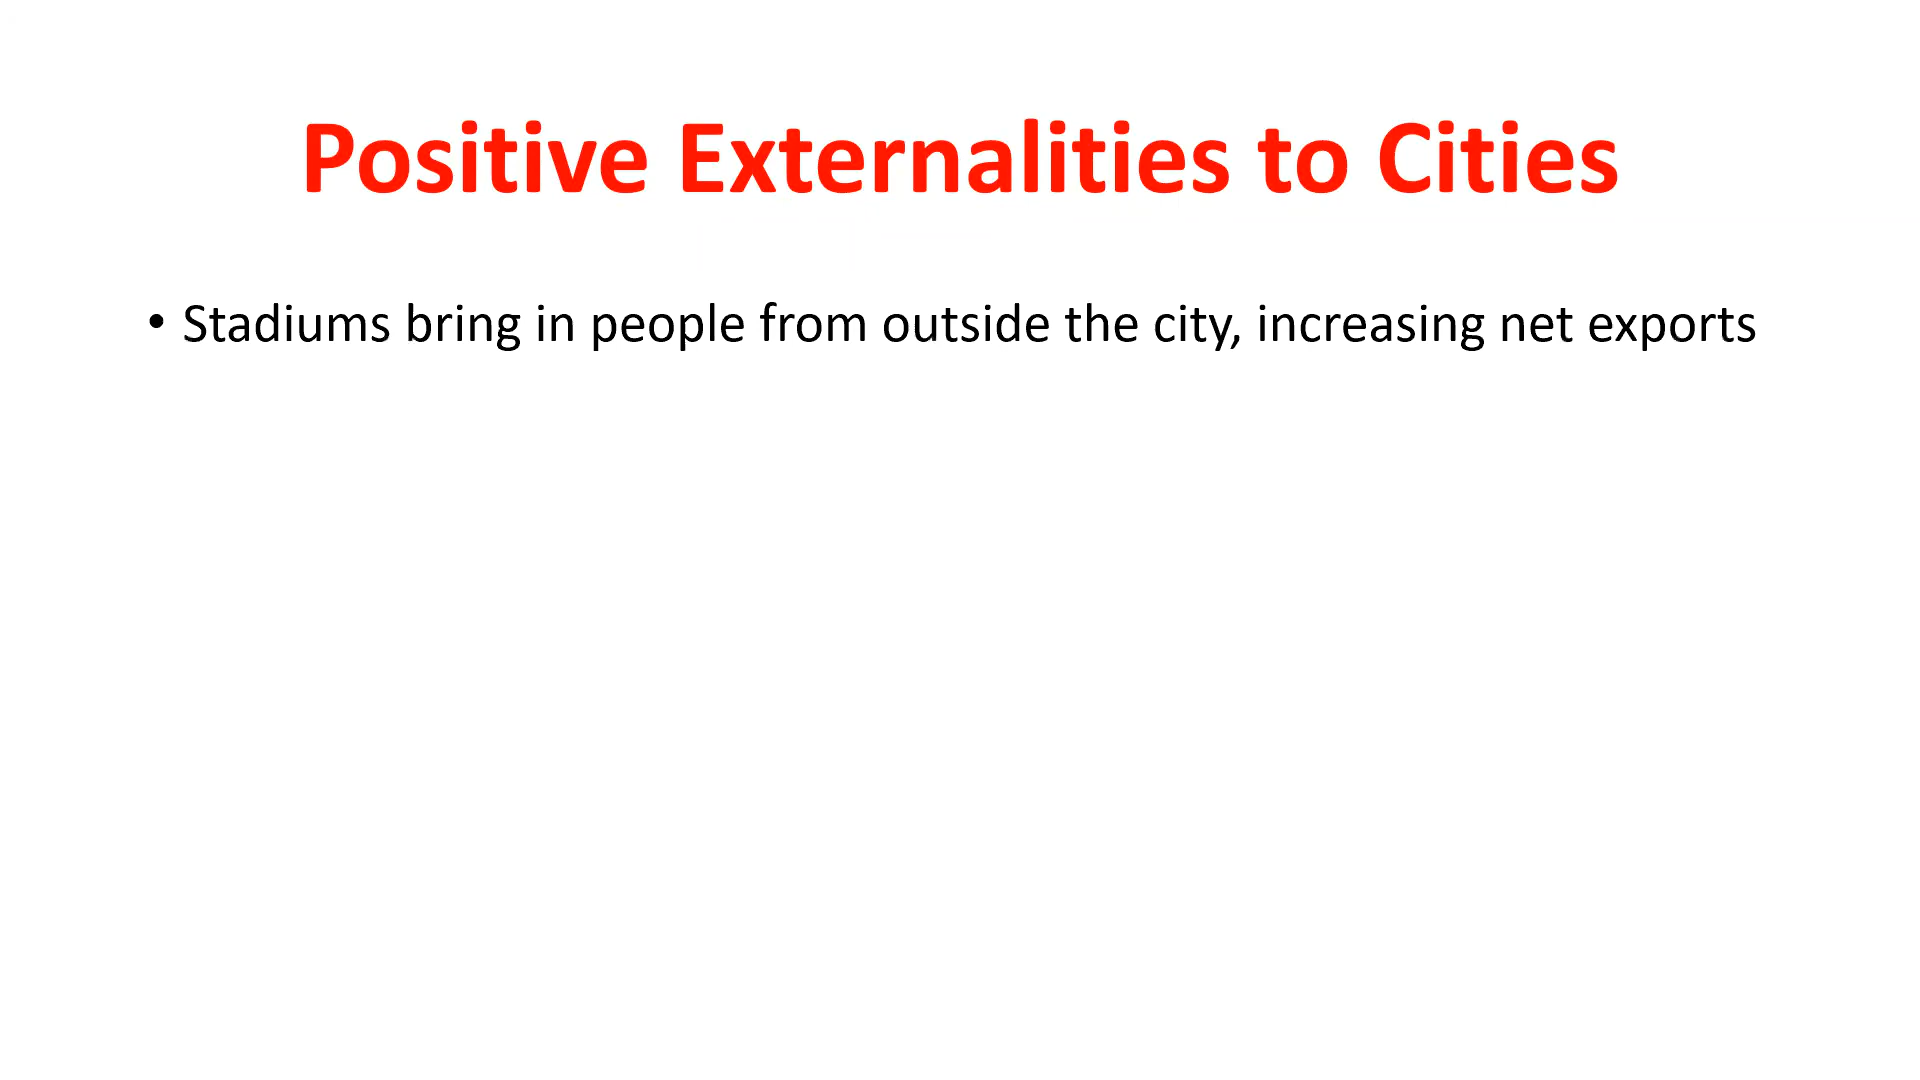 Positive Externalities to Cities
• Stadiums bring in people from outside the city, increasing net exports